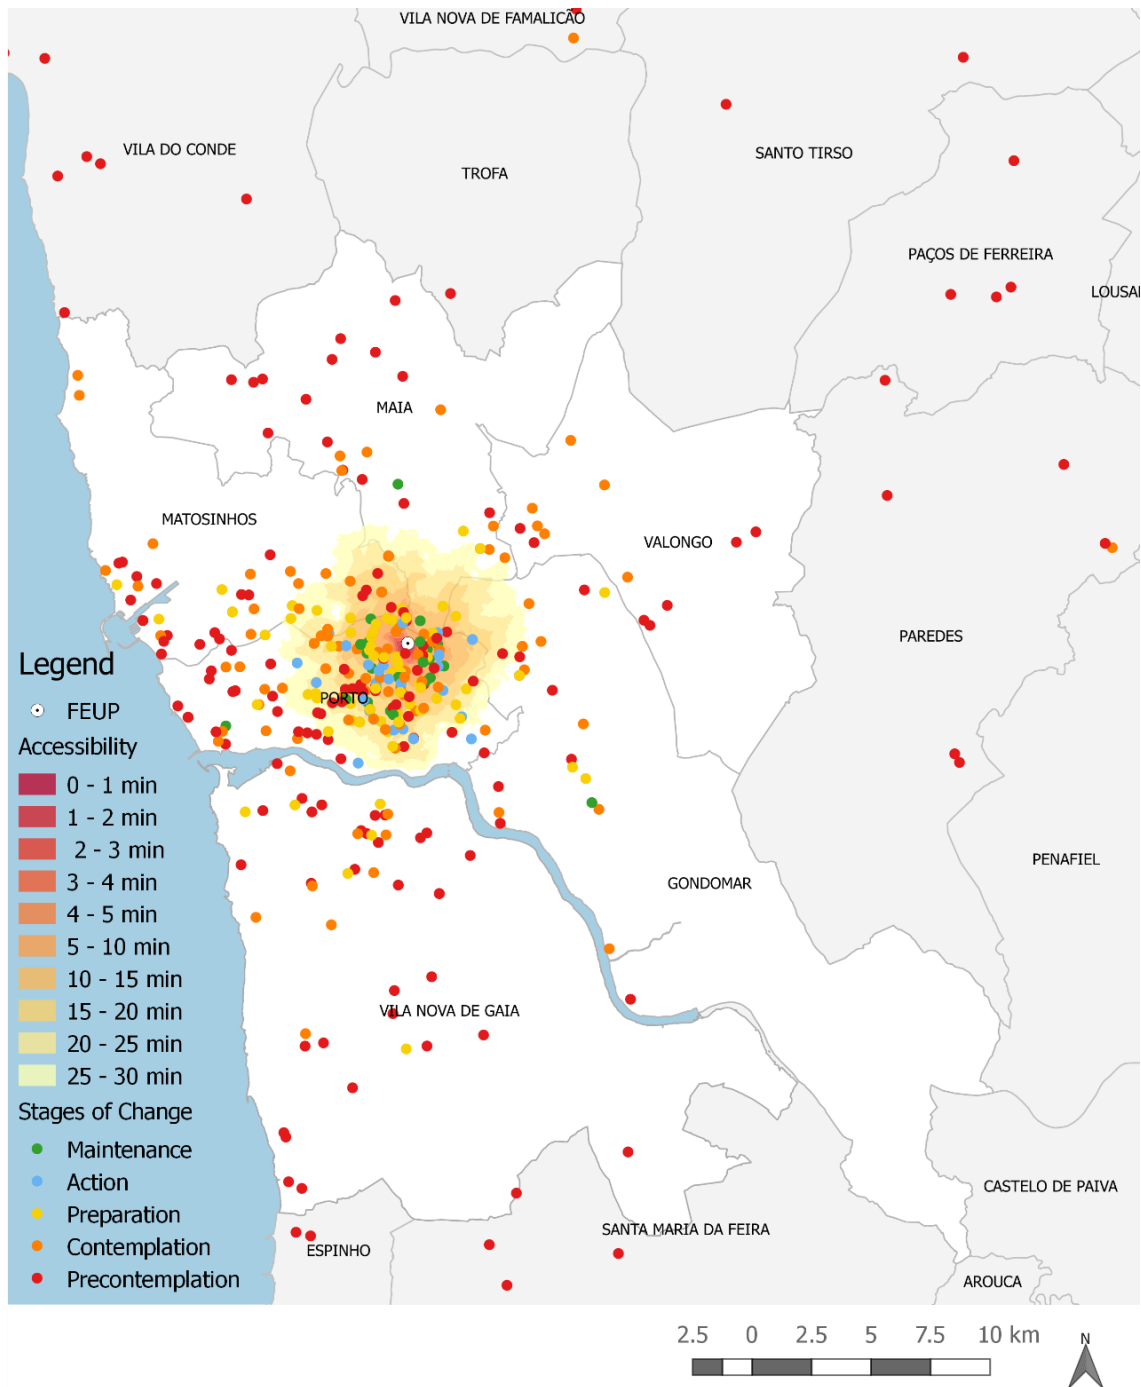 VILA NOVA DE FAMALICÃO
VILA DO CONDE
SANTO TIRSO
TROFA
PAÇOS DE FERREIRA
LOUSA
MAIA
MATOSINHOS
VALONGO
PAREDES
PORTO
PENAFIEL
GONDOMAR
VILA NOVA DE GAIA
CASTELO DE PAIVA
SANTA MARIA DA FEIRA
ESPINHO
AROUCA
Legend
FEUP
Accessibility
0 - 1 min
1 - 2 min
2 - 3 min
3 - 4 min
4 - 5 min
5 - 10 min
10 - 15 min
15 - 20 min
20 - 25 min
25 - 30 min
Stages of Change
Maintenance
Action
Preparation
Contemplation
Precontemplation
2.5 0 2.5 5 7.5 10 km
N